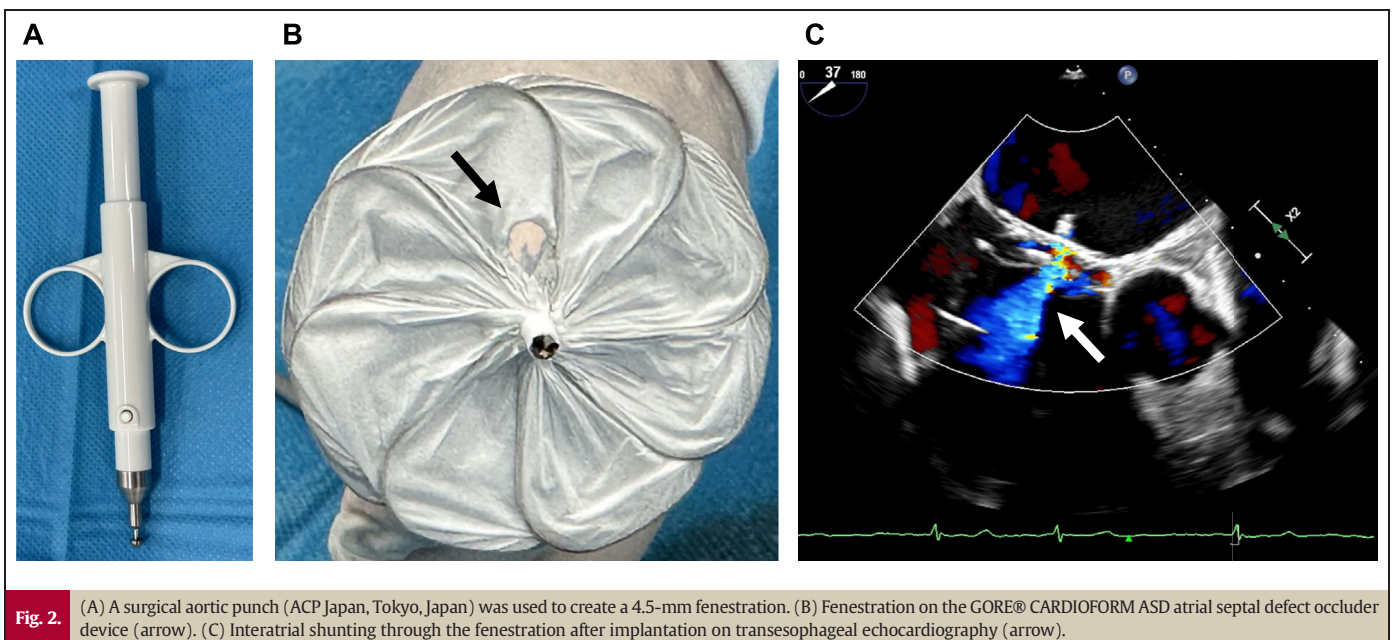 A
B
C
0 37 180
P
X2
Fig. 2.
(A) A surgical aortic punch (ACP Japan, Tokyo, Japan) was used to create a 4.5-mm fenestration. (B) Fenestration on the GORE® CARDIOFORM ASD atrial septal defect occluder
device (arrow). (C) Interatrial shunting through the fenestration after implantation on transesophageal echocardiography (arrow).